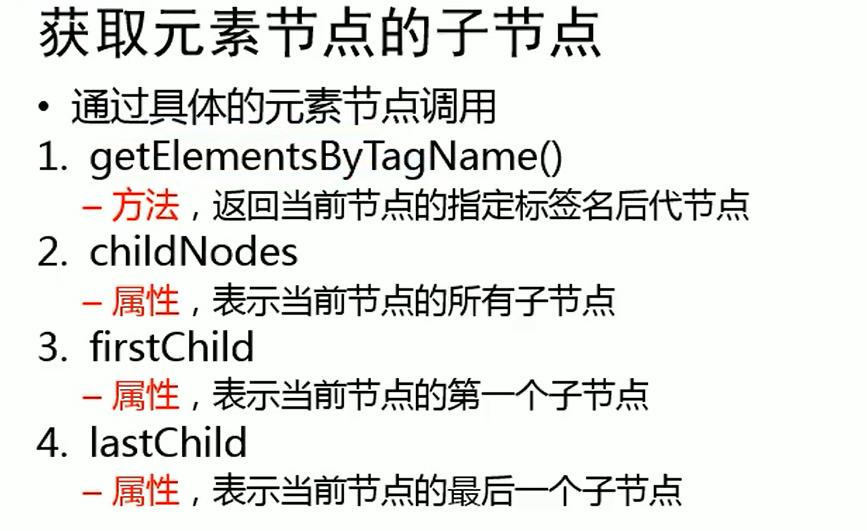 获取元素节点的子节点
• 通过具体的元素节点调用
1. getElementsByTagName()
– 方法，返回当前节点的指定标签名后代节点
2. childNodes
– 属性，表示当前节点的所有子节点
3. firstChild
– 属性，表示当前节点的第一个子节点
4. lastChild
– 属性，表示当前节点的最后一个子节点